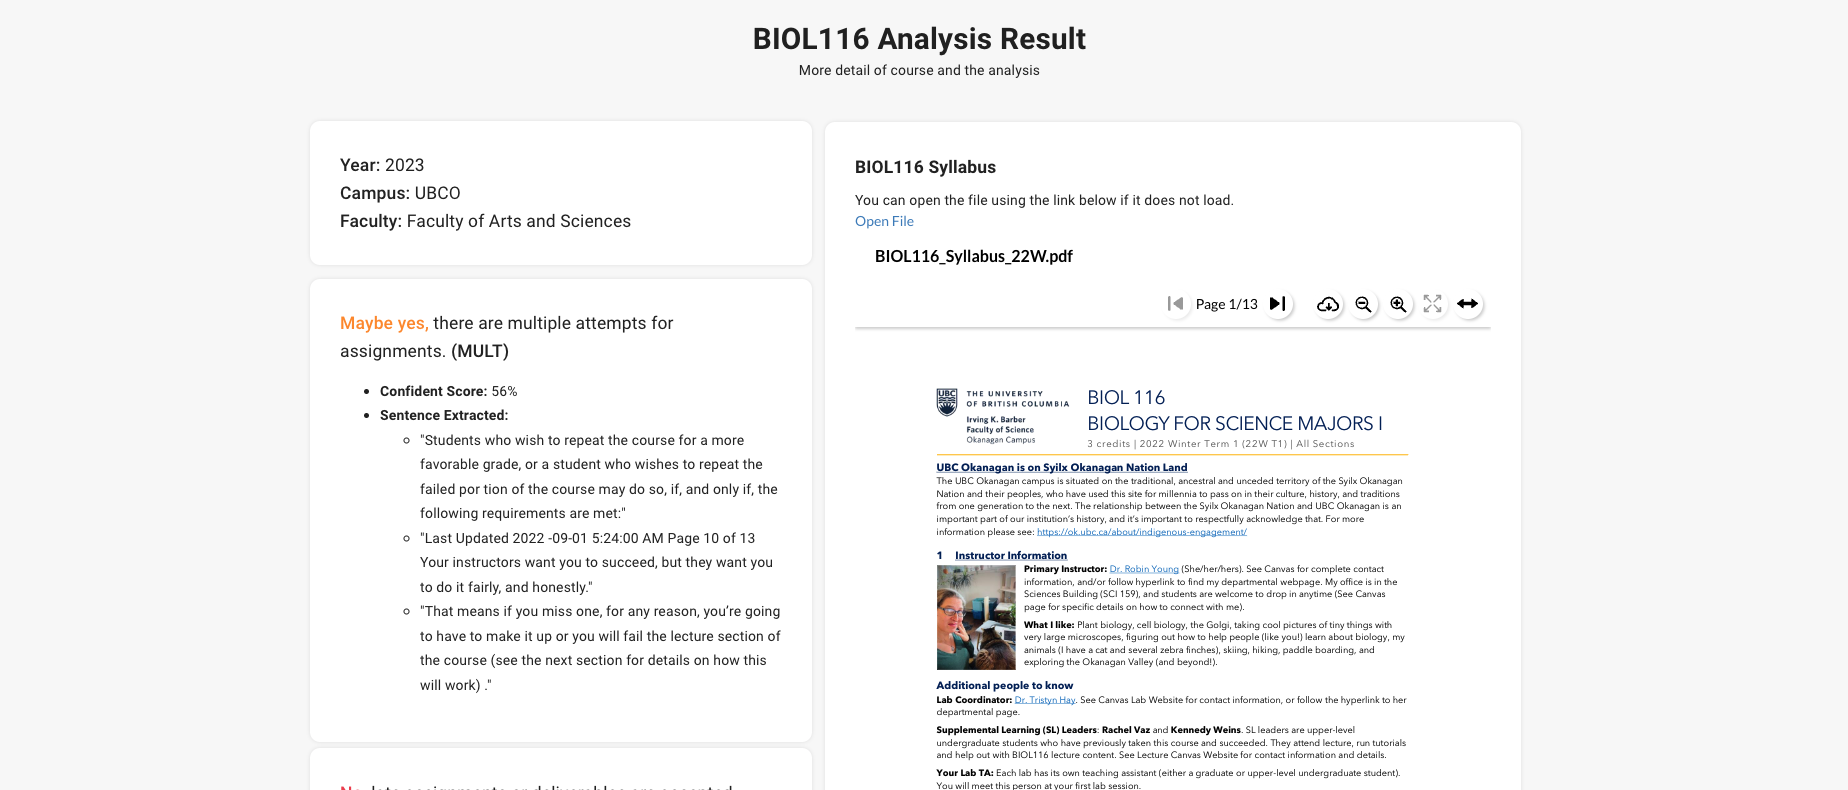 BIOL116 Analysis Result
More detail of course and the analysis
Year: 2023
Campus: UBCO
Faculty: Faculty of Arts and Sciences
Maybe yes, there are multiple attempts for
assignments. (MULT)
Confident Score: 56%
Sentence Extracted:
"Students who wish to repeat the course for a more
favorable grade, or a student who wishes to repeat the
failed por tion of the course may do so, if, and only if, the
following requirements are met:"
"Last Updated 2022 -09-01 5:24:00 AM Page 10 of 13
Your instructors want you to succeed, but they want you
to do it fairly, and honestly."
"That means if you miss one, for any reason, you’re going
to have to make it up or you will fail the lecture section of
the course (see the next section for details on how this
will work) ."
No, late assignments or deliverables are accepted
BIOL116 Syllabus
You can open the file using the link below if it does not load.
Open File
BIOL116_Syllabus_22W.pdf
Page 1/13
UBC
THE UNIVERSITY
OF BRITISH COLUMBIA
Irving K. Barber
Faculty of Science
Okanagan Campus
BIOL 116
BIOLOGY FOR SCIENCE MAJORS I
3 credits | 2022 Winter Term 1 (22W T1) | All Sections
UBC Okanagan is on Syilx Okanagan Nation Land
The UBC Okanagan campus is situated on the traditional, ancestral and unceded territory of the Syilx Okanagan
Nation and their peoples, who have used this site for millennia to pass on in their culture, history, and traditions
from one generation to the next. The relationship between the Syilx Okanagan Nation and UBC Okanagan is an
important part of our institution’s history, and it’s important to respectfully acknowledge that. For more
information please see: https://ok.ubc.ca/about/indigenous-engagement/
1 Instructor Information
Primary Instructor: Dr. Robin Young (She/her/hers). See Canvas for complete contact
information, and/or follow hyperlink to find my departmental webpage. My office is in the
Sciences Building (SCI 159), and students are welcome to drop in anytime (See Canvas
page for specific details on how to connect with me).
What I like: Plant biology, cell biology, the Golgi, taking cool pictures of tiny things with
very large microscopes, figuring out how to help people (like you!) learn about biology, my
animals (I have a cat and several zebra finches), skiing, hiking, paddle boarding, and
exploring the Okanagan Valley (and beyond!).
Additional people to know
Lab Coordinator: Dr. Tristyn Hay. See Canvas Lab Website for contact information, or follow the hyperlink to her
departmental page.
Supplemental Learning (SL) Leaders: Rachel Vaz and Kennedy Weins. SL leaders are upper-level
undergraduate students who have previously taken this course and succeeded. They attend lecture, run tutorials
and help out with BIOL116 lecture content. See Lecture Canvas Website for contact information and details.
Your Lab TA: Each lab has its own teaching assistant (either a graduate or upper-level undergraduate student).
You will meet this person at your first lab session.